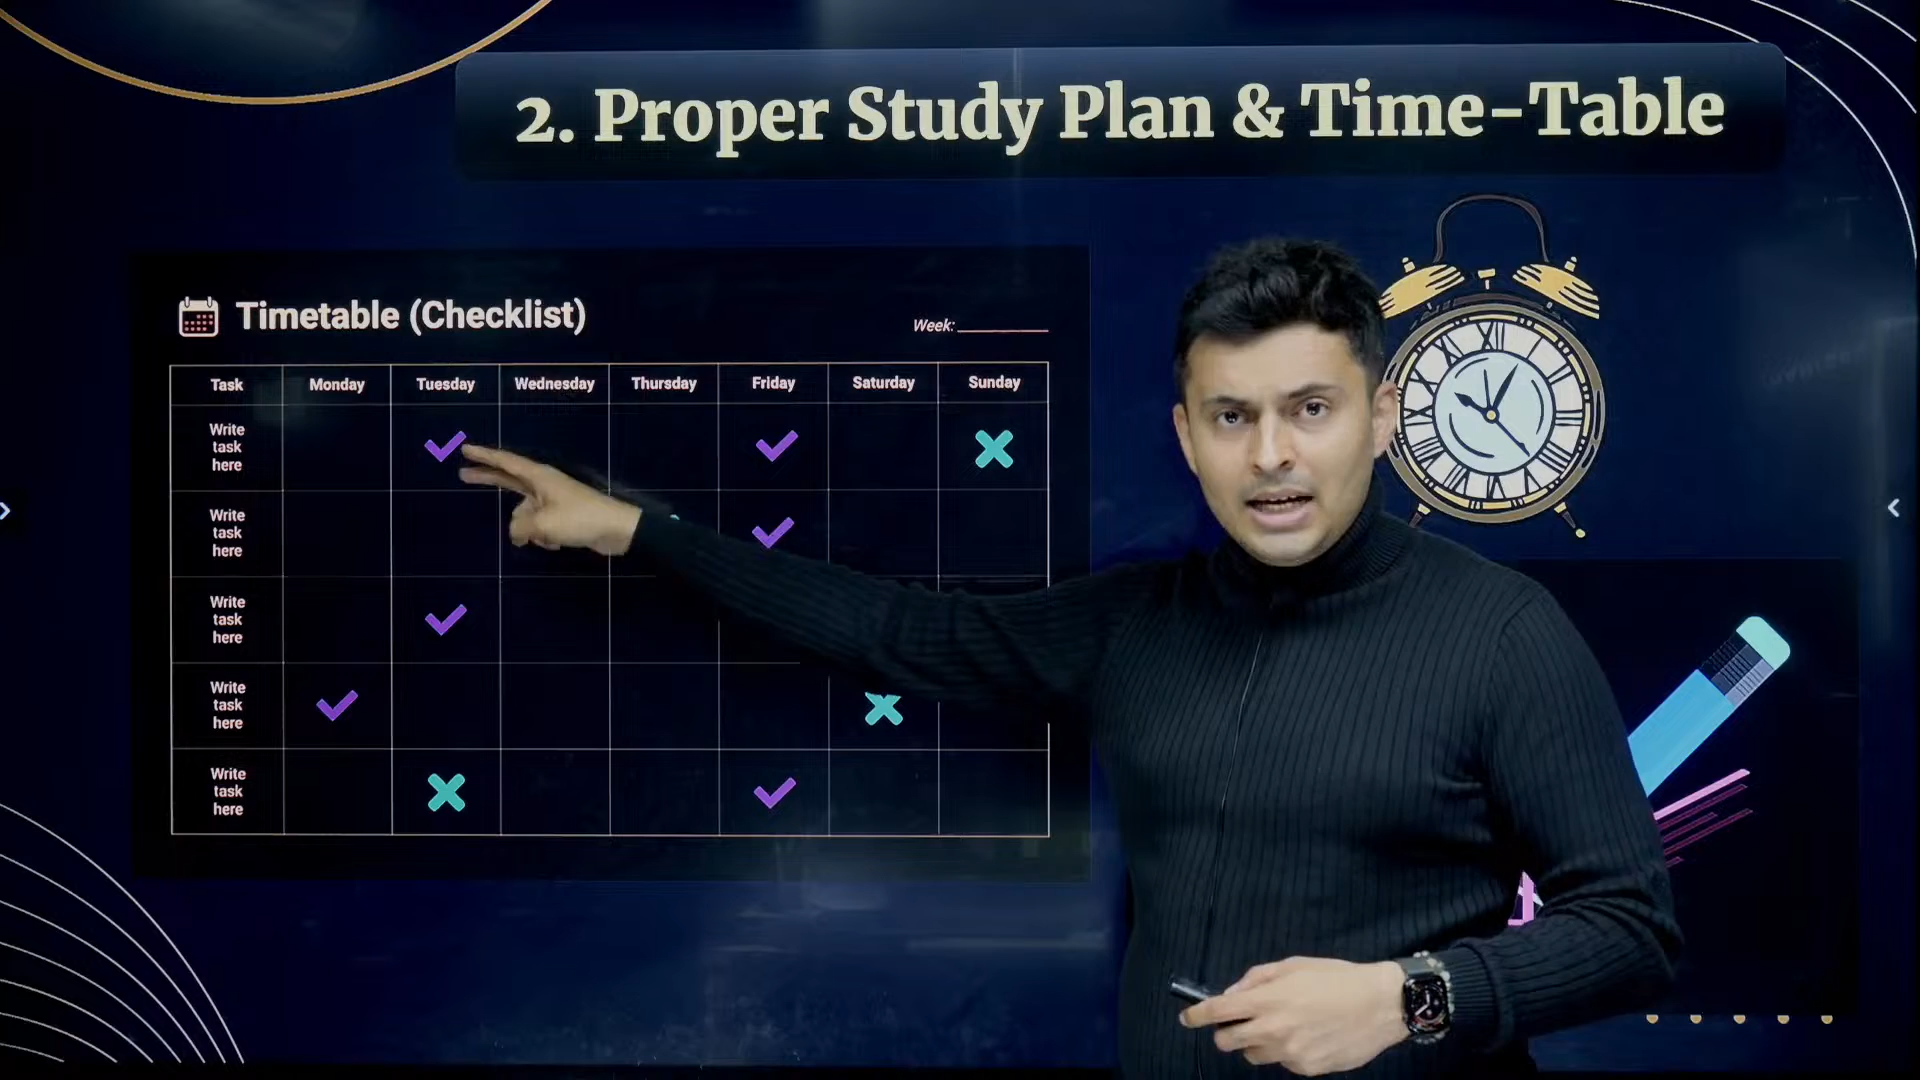 2. Proper Study Plan & Time-Table
Timetable (Checklist)
Week:
Task Monday Tuesday Wednesday Thursday Friday Saturday Sunday
Write
task
here
Write
task
here
Write
task
here
Write
task
here
Write
task
here